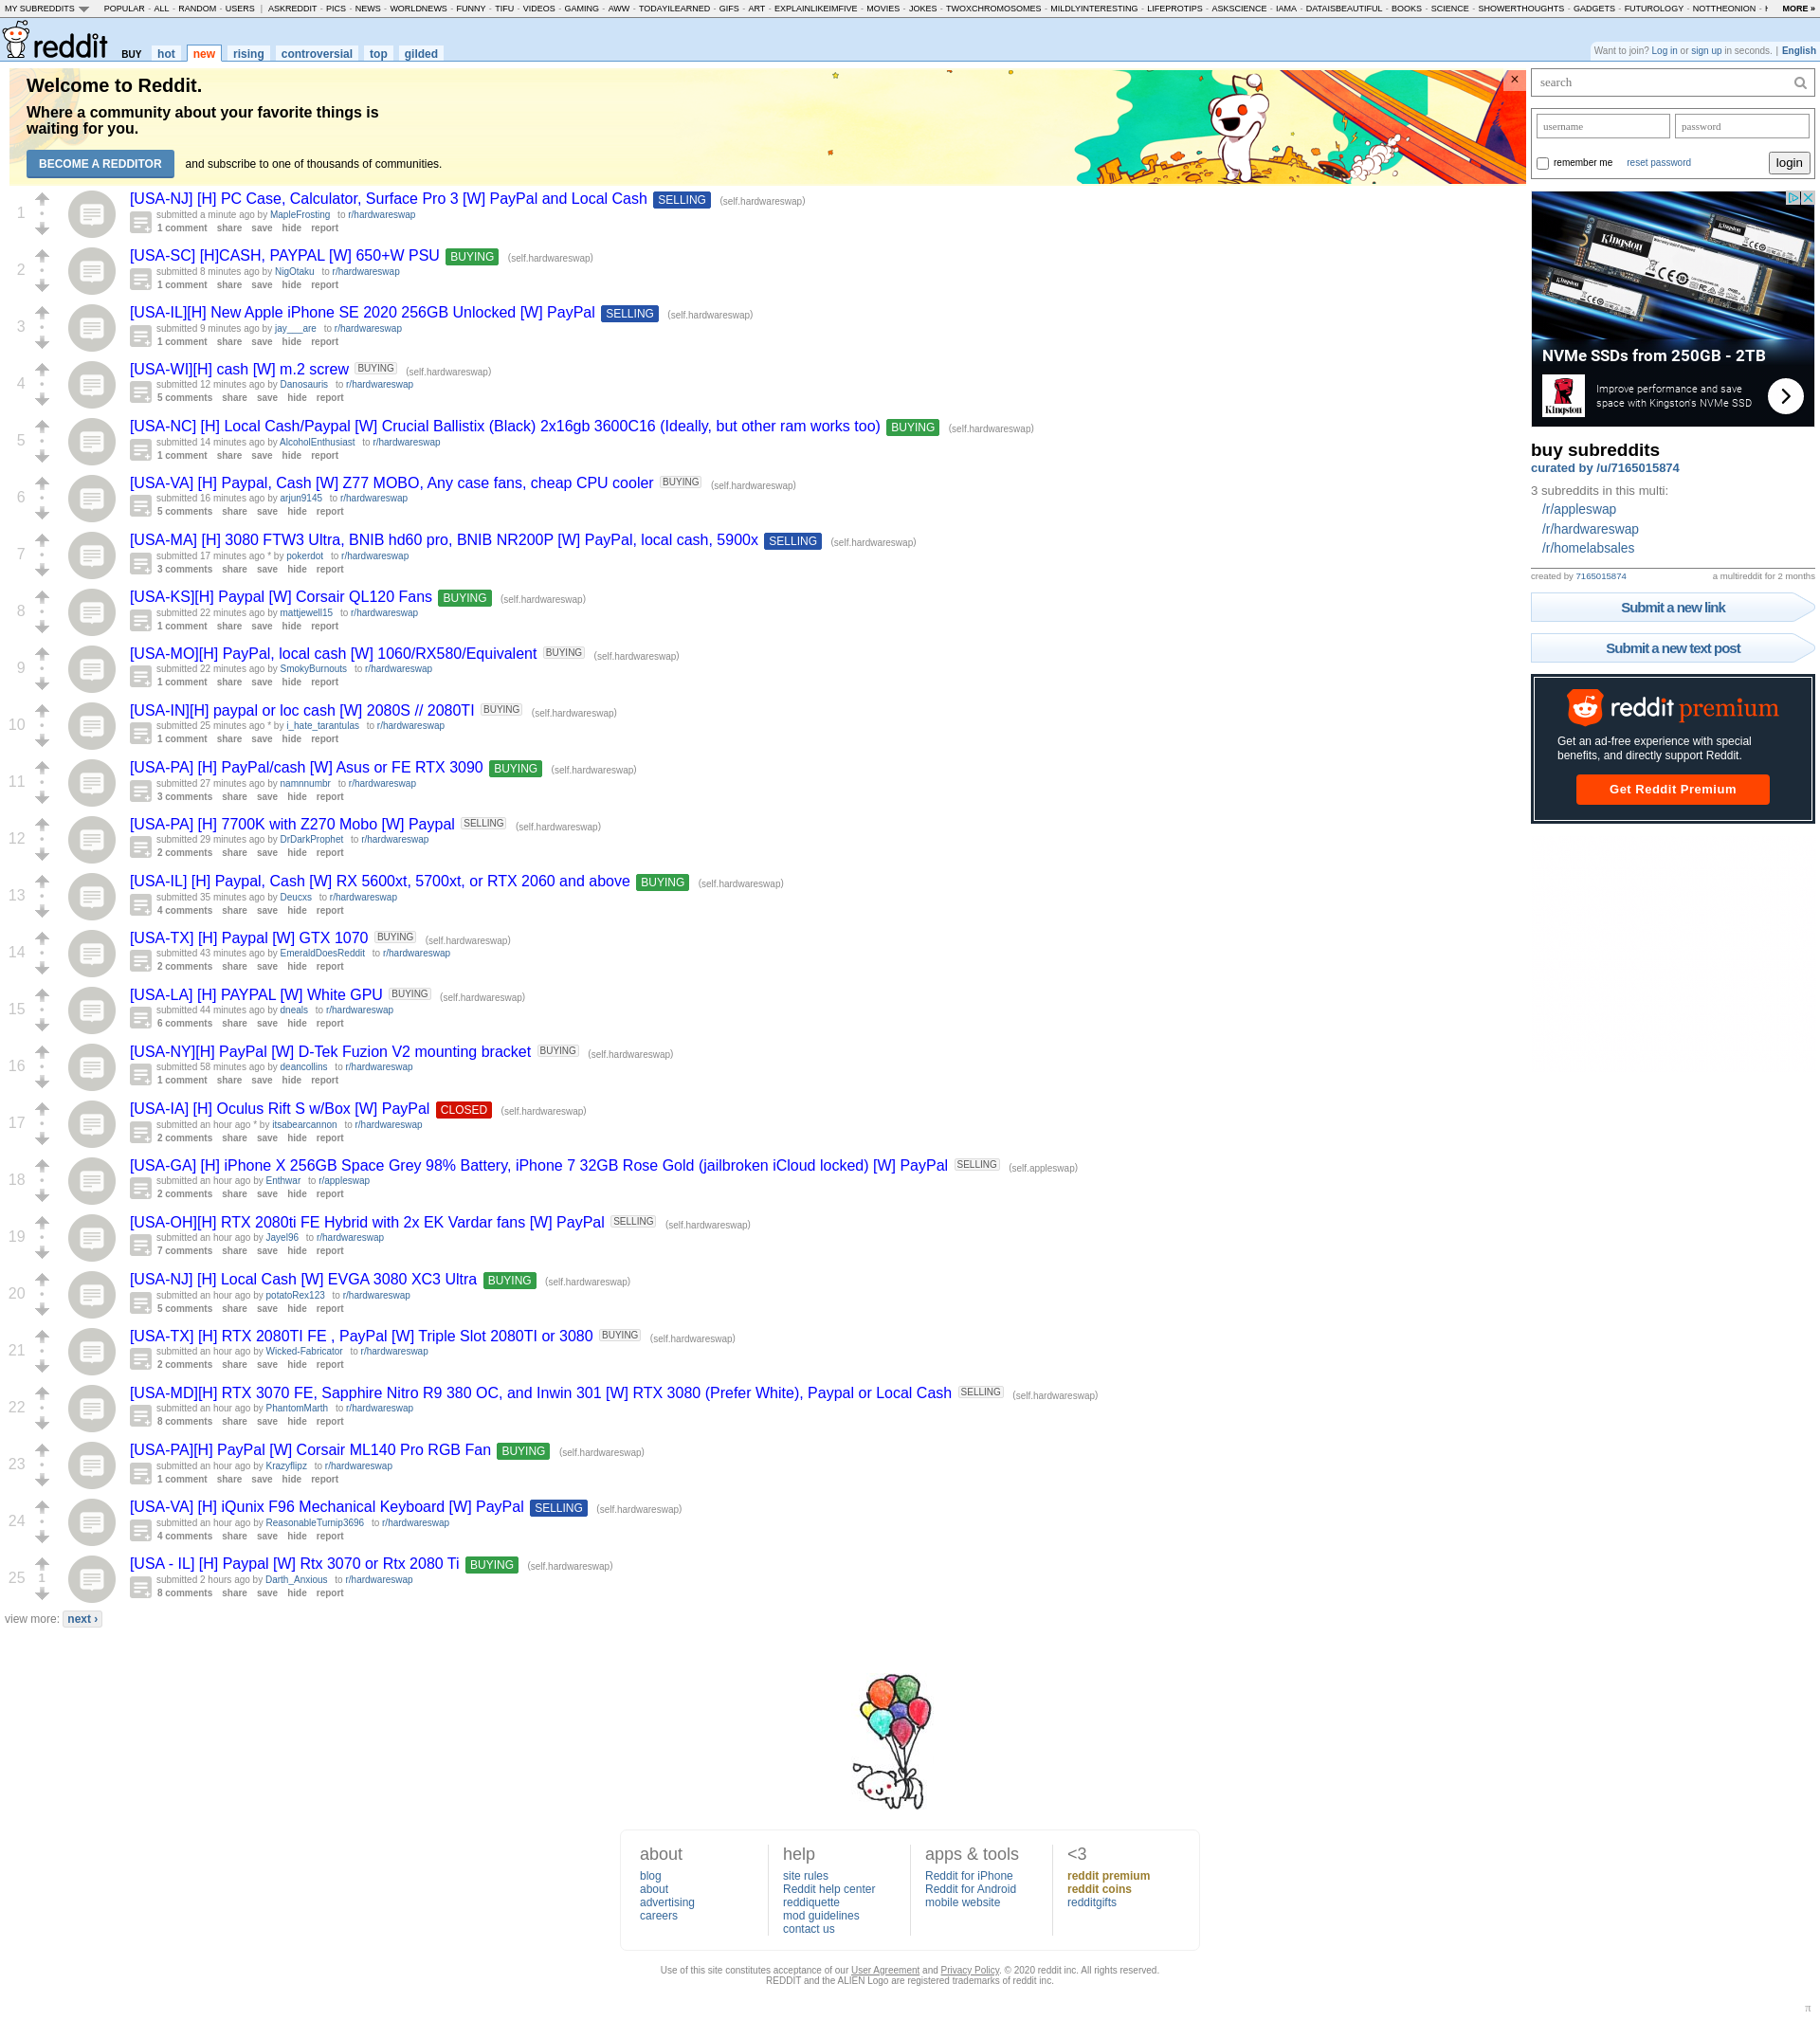 MY SUBREDDITS POPULAR - ALL - RANDOM - USERS | ASKREDDIT - PICS - NEWS - WORLDNEWS - FUNNY - TIFU - VIDEOS - GAMING - AWW - TODAYILEARNED - GIFS - ART - EXPLAINLIKEIMFIVE - MOVIES - JOKES - TWOXCHROMOSOMES - MILDLYINTERESTING - LIFEPROTIPS - ASKSCIENCE - IAMA - DATAISBEAUTIFUL - BOOKS - SCIENCE - SHOWERTHOUGHTS - GADGETS - FUTUROLOGY - NOTTHEONION - MORE »
reddit BUY hot new rising controversial top gilded
Want to join? Log in or sign up in seconds. | English
Welcome to Reddit.
Where a community about your favorite things is
waiting for you.
BECOME A REDDITOR and subscribe to one of thousands of communities.
×
1
[USA-NJ] [H] PC Case, Calculator, Surface Pro 3 [W] PayPal and Local Cash SELLING (self.hardwareswap)
submitted a minute ago by MapleFrosting to r/hardwareswap
1 comment share save hide report
2
[USA-SC] [H]CASH, PAYPAL [W] 650+W PSU BUYING (self.hardwareswap)
submitted 8 minutes ago by NigOtaku to r/hardwareswap
1 comment share save hide report
3
[USA-IL][H] New Apple iPhone SE 2020 256GB Unlocked [W] PayPal SELLING (self.hardwareswap)
submitted 9 minutes ago by jay___are to r/hardwareswap
1 comment share save hide report
4
[USA-WI][H] cash [W] m.2 screw BUYING (self.hardwareswap)
submitted 12 minutes ago by Danosauris to r/hardwareswap
5 comments share save hide report
5
[USA-NC] [H] Local Cash/Paypal [W] Crucial Ballistix (Black) 2x16gb 3600C16 (Ideally, but other ram works too) BUYING (self.hardwareswap)
submitted 14 minutes ago by AlcoholEnthusiast to r/hardwareswap
1 comment share save hide report
6
[USA-VA] [H] Paypal, Cash [W] Z77 MOBO, Any case fans, cheap CPU cooler BUYING (self.hardwareswap)
submitted 16 minutes ago by arjun9145 to r/hardwareswap
5 comments share save hide report
7
[USA-MA] [H] 3080 FTW3 Ultra, BNIB hd60 pro, BNIB NR200P [W] PayPal, local cash, 5900x SELLING (self.hardwareswap)
submitted 17 minutes ago * by pokerdot to r/hardwareswap
3 comments share save hide report
8
[USA-KS][H] Paypal [W] Corsair QL120 Fans BUYING (self.hardwareswap)
submitted 22 minutes ago by mattjewell15 to r/hardwareswap
1 comment share save hide report
9
[USA-MO][H] PayPal, local cash [W] 1060/RX580/Equivalent BUYING (self.hardwareswap)
submitted 22 minutes ago by SmokyBurnouts to r/hardwareswap
1 comment share save hide report
10
[USA-IN][H] paypal or loc cash [W] 2080S // 2080TI BUYING (self.hardwareswap)
submitted 25 minutes ago * by i_hate_tarantulas to r/hardwareswap
1 comment share save hide report
11
[USA-PA] [H] PayPal/cash [W] Asus or FE RTX 3090 BUYING (self.hardwareswap)
submitted 27 minutes ago by namnnumbr to r/hardwareswap
3 comments share save hide report
12
[USA-PA] [H] 7700K with Z270 Mobo [W] Paypal SELLING (self.hardwareswap)
submitted 29 minutes ago by DrDarkProphet to r/hardwareswap
2 comments share save hide report
13
[USA-IL] [H] Paypal, Cash [W] RX 5600xt, 5700xt, or RTX 2060 and above BUYING (self.hardwareswap)
submitted 35 minutes ago by Deucxs to r/hardwareswap
4 comments share save hide report
14
[USA-TX] [H] Paypal [W] GTX 1070 BUYING (self.hardwareswap)
submitted 43 minutes ago by EmeraldDoesReddit to r/hardwareswap
2 comments share save hide report
15
[USA-LA] [H] PAYPAL [W] White GPU BUYING (self.hardwareswap)
submitted 44 minutes ago by dneals to r/hardwareswap
6 comments share save hide report
16
[USA-NY][H] PayPal [W] D-Tek Fuzion V2 mounting bracket BUYING (self.hardwareswap)
submitted 58 minutes ago by deancollins to r/hardwareswap
1 comment share save hide report
17
[USA-IA] [H] Oculus Rift S w/Box [W] PayPal CLOSED (self.hardwareswap)
submitted an hour ago * by itsabearcannon to r/hardwareswap
2 comments share save hide report
18
[USA-GA] [H] iPhone X 256GB Space Grey 98% Battery, iPhone 7 32GB Rose Gold (jailbroken iCloud locked) [W] PayPal SELLING (self.appleswap)
submitted an hour ago by Enthwar to r/appleswap
2 comments share save hide report
19
[USA-OH][H] RTX 2080ti FE Hybrid with 2x EK Vardar fans [W] PayPal SELLING (self.hardwareswap)
submitted an hour ago by Jayel96 to r/hardwareswap
7 comments share save hide report
20
[USA-NJ] [H] Local Cash [W] EVGA 3080 XC3 Ultra BUYING (self.hardwareswap)
submitted an hour ago by potatoRex123 to r/hardwareswap
5 comments share save hide report
21
[USA-TX] [H] RTX 2080TI FE , PayPal [W] Triple Slot 2080TI or 3080 BUYING (self.hardwareswap)
submitted an hour ago by Wicked-Fabricator to r/hardwareswap
2 comments share save hide report
22
[USA-MD][H] RTX 3070 FE, Sapphire Nitro R9 380 OC, and Inwin 301 [W] RTX 3080 (Prefer White), Paypal or Local Cash SELLING (self.hardwareswap)
submitted an hour ago by PhantomMarth to r/hardwareswap
8 comments share save hide report
23
[USA-PA][H] PayPal [W] Corsair ML140 Pro RGB Fan BUYING (self.hardwareswap)
submitted an hour ago by Krazyflipz to r/hardwareswap
1 comment share save hide report
24
[USA-VA] [H] iQunix F96 Mechanical Keyboard [W] PayPal SELLING (self.hardwareswap)
submitted an hour ago by ReasonableTurnip3696 to r/hardwareswap
4 comments share save hide report
25
1
[USA - IL] [H] Paypal [W] Rtx 3070 or Rtx 2080 Ti BUYING (self.hardwareswap)
submitted 2 hours ago by Darth_Anxious to r/hardwareswap
8 comments share save hide report
view more: next ›
search
username password
remember me reset password login
Kingston
NVMe SSDs from 250GB - 2TB
Kingston
Improve performance and save
space with Kingston's NVMe SSD
buy subreddits
curated by /u/7165015874
3 subreddits in this multi:
/r/appleswap
/r/hardwareswap
/r/homelabsales
created by 7165015874 a multireddit for 2 months
Submit a new link
Submit a new text post
reddit premium
Get an ad-free experience with special
benefits, and directly support Reddit.
Get Reddit Premium
about
blog
about
advertising
careers
help
site rules
Reddit help center
reddiquette
mod guidelines
contact us
apps & tools
Reddit for iPhone
Reddit for Android
mobile website
<3
reddit premium
reddit coins
redditgifts
Use of this site constitutes acceptance of our User Agreement and Privacy Policy. © 2020 reddit inc. All rights reserved.
REDDIT and the ALIEN Logo are registered trademarks of reddit inc.
π